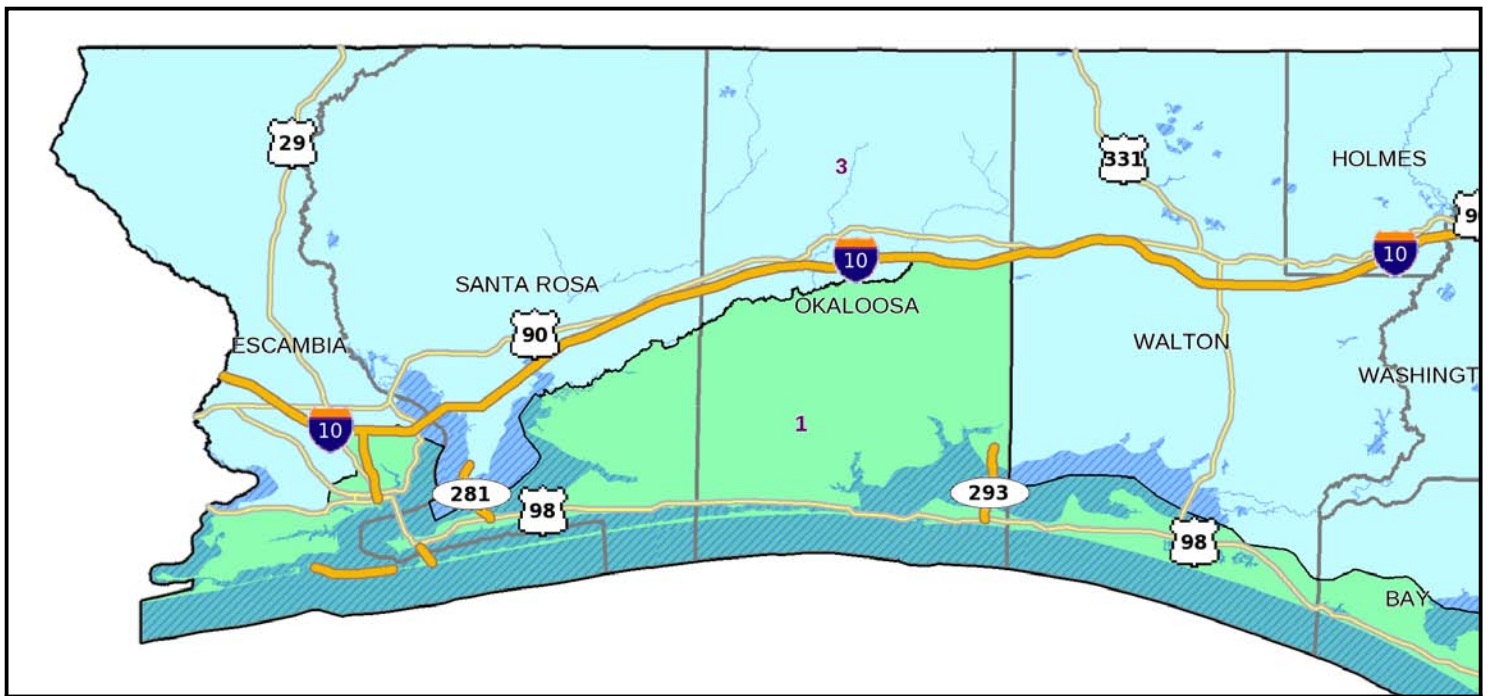 29
331
HOLMES
3
9
10
10
SANTA ROSA
OKALOOSA
90
ESCAMBIA
WALTON
WASHINGT
10
1
281
293
98
98
BAY